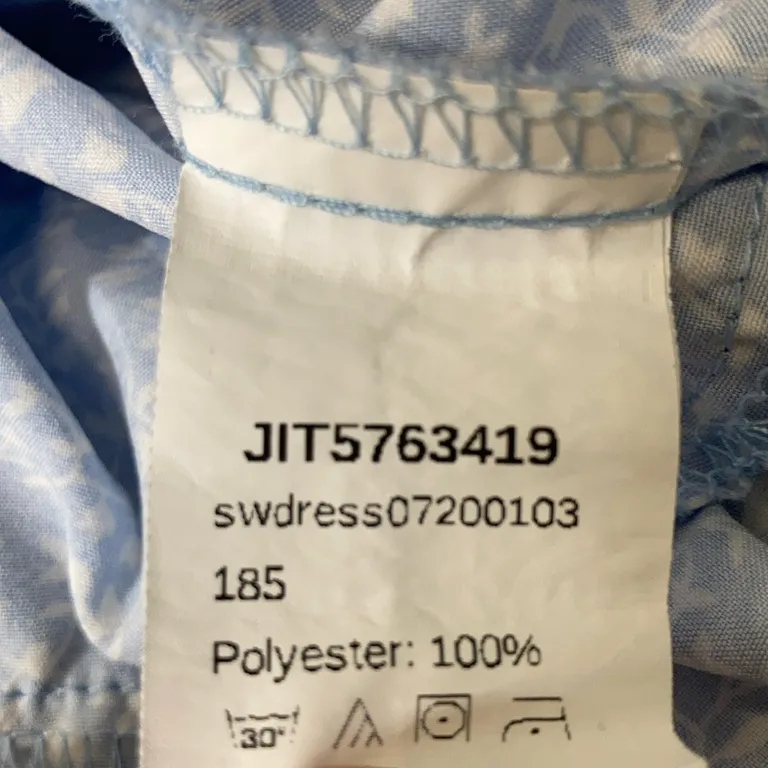 JIT5763419
swdress07200103
185
Polyester: 100%
30°